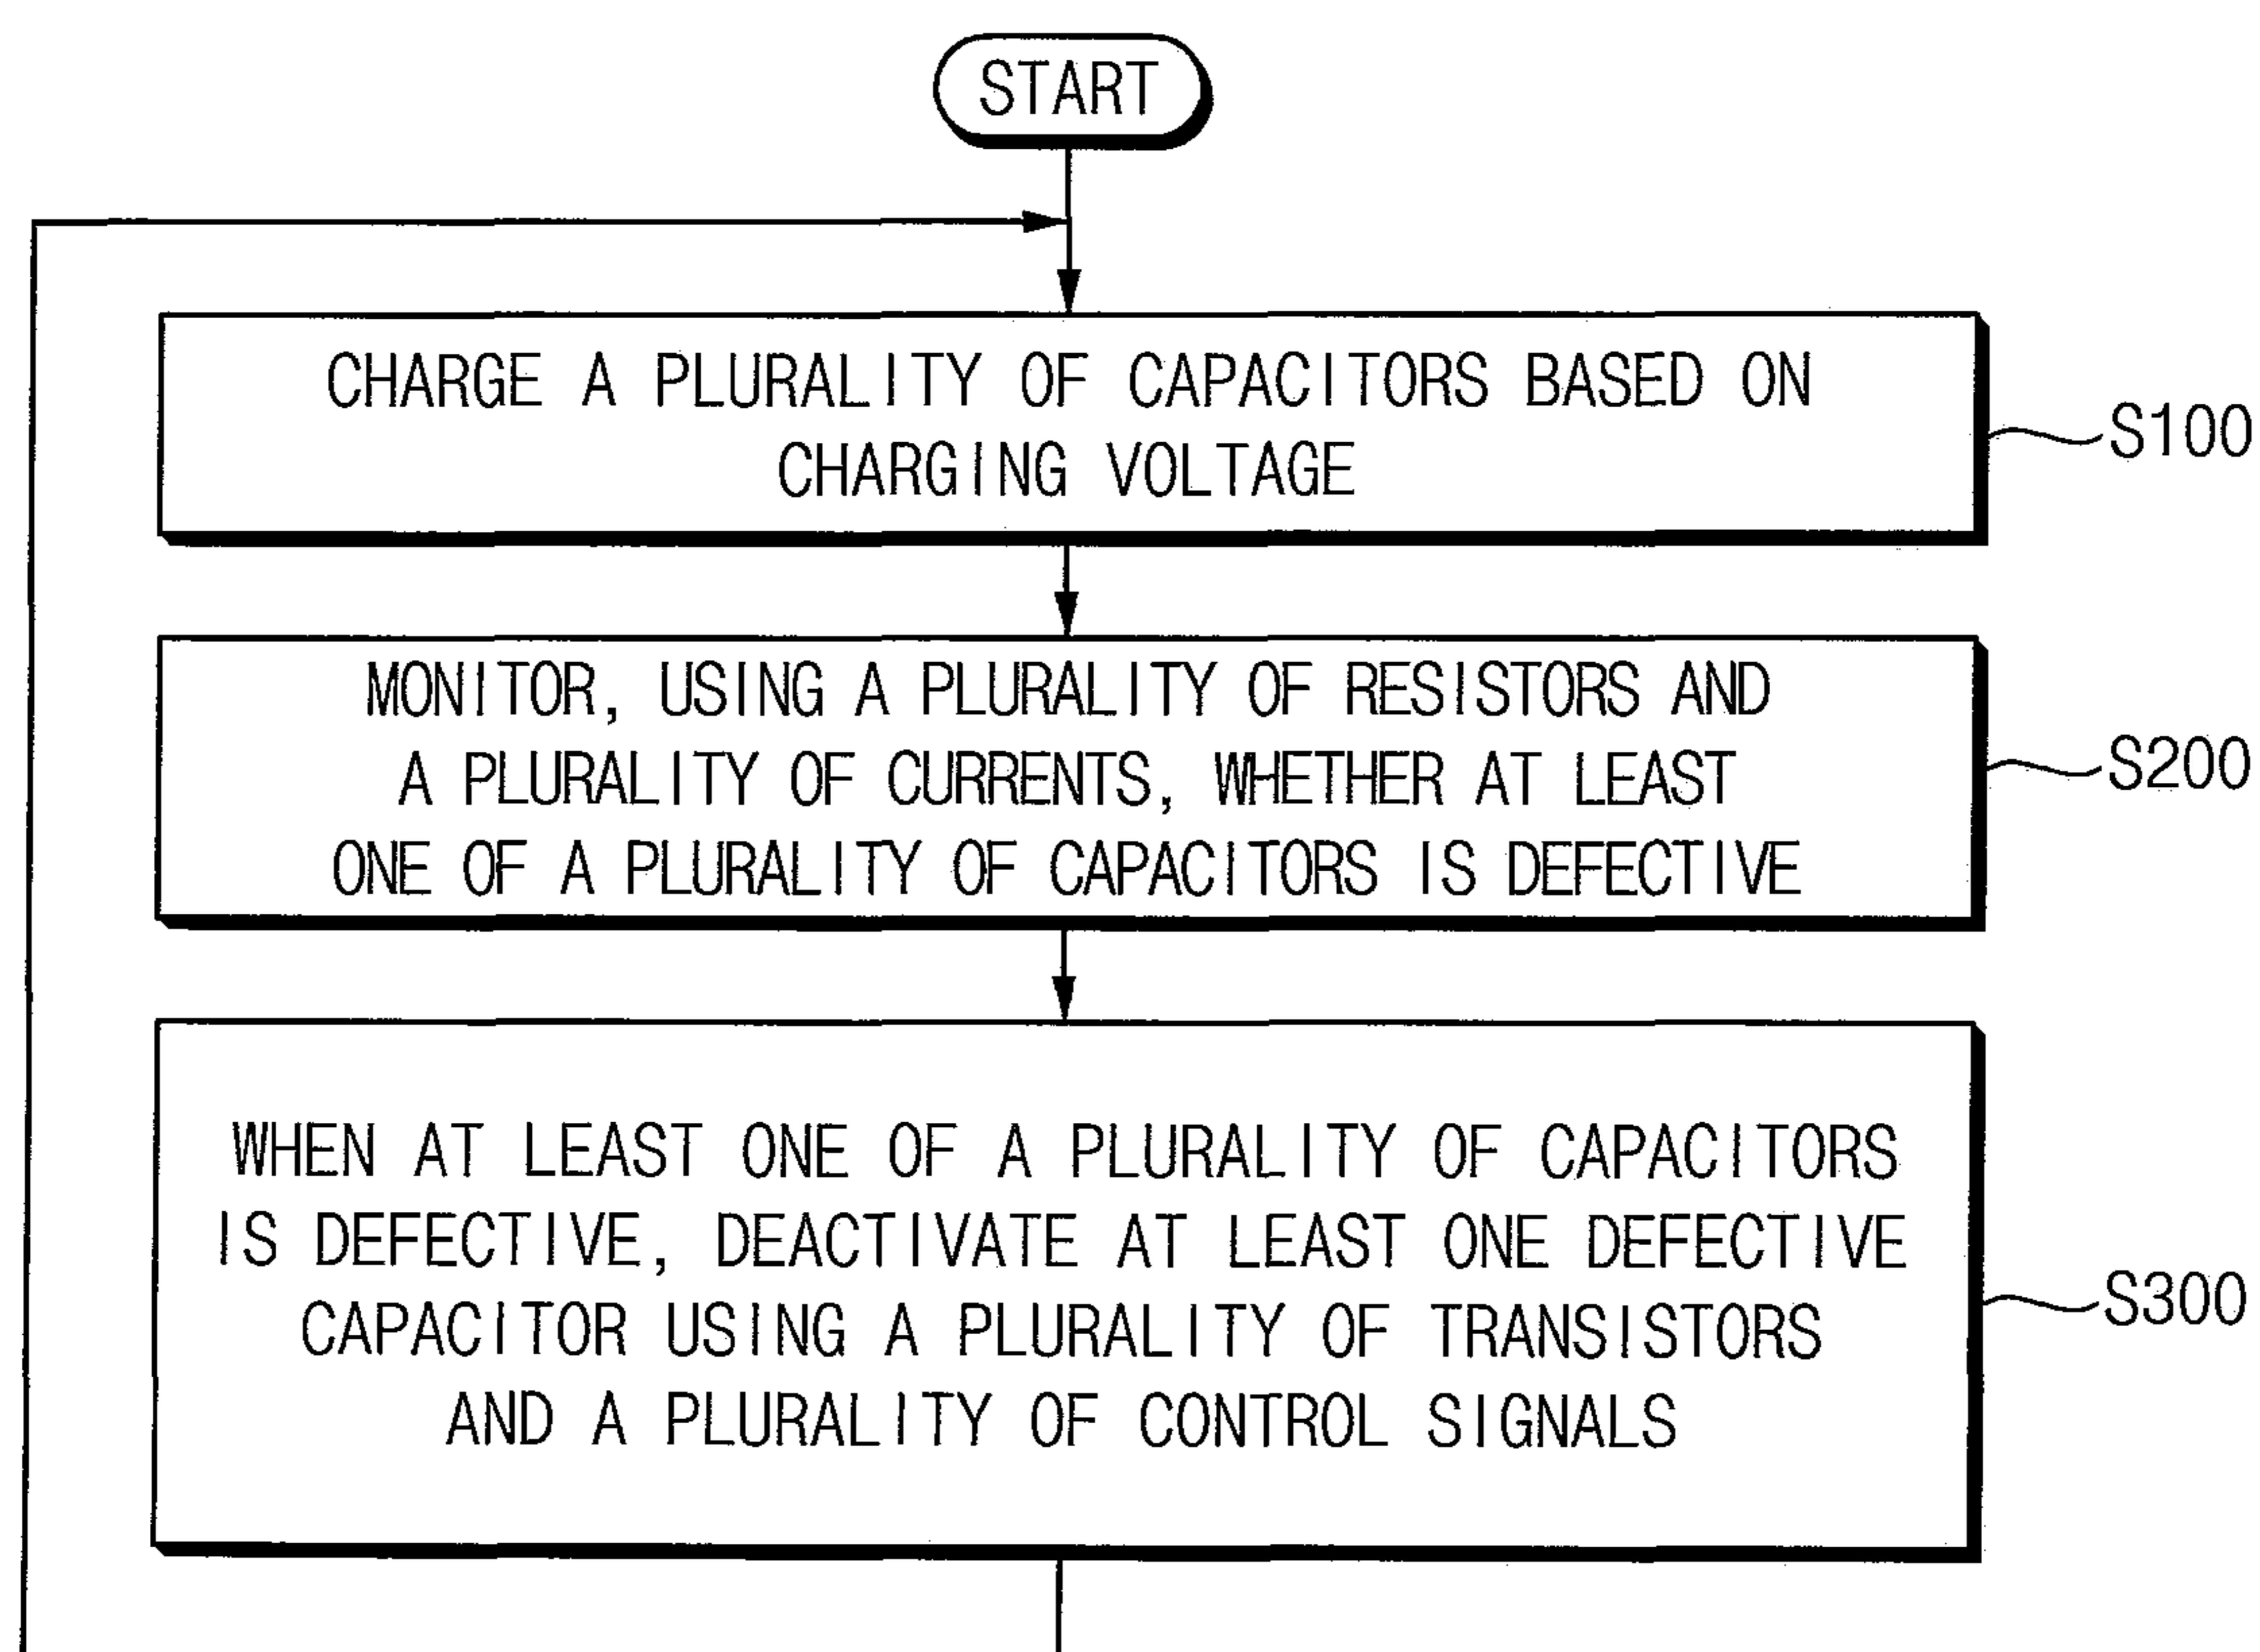 START
CHARGE A PLURALITY OF CAPACITORS BASED ON
CHARGING VOLTAGE
S100
MONITOR, USING A PLURALITY OF RESISTORS AND
A PLURALITY OF CURRENTS, WHETHER AT LEAST
ONE OF A PLURALITY OF CAPACITORS IS DEFECTIVE
S200
WHEN AT LEAST ONE OF A PLURALITY OF CAPACITORS
IS DEFECTIVE, DEACTIVATE AT LEAST ONE DEFECTIVE
CAPACITOR USING A PLURALITY OF TRANSISTORS
AND A PLURALITY OF CONTROL SIGNALS
S300